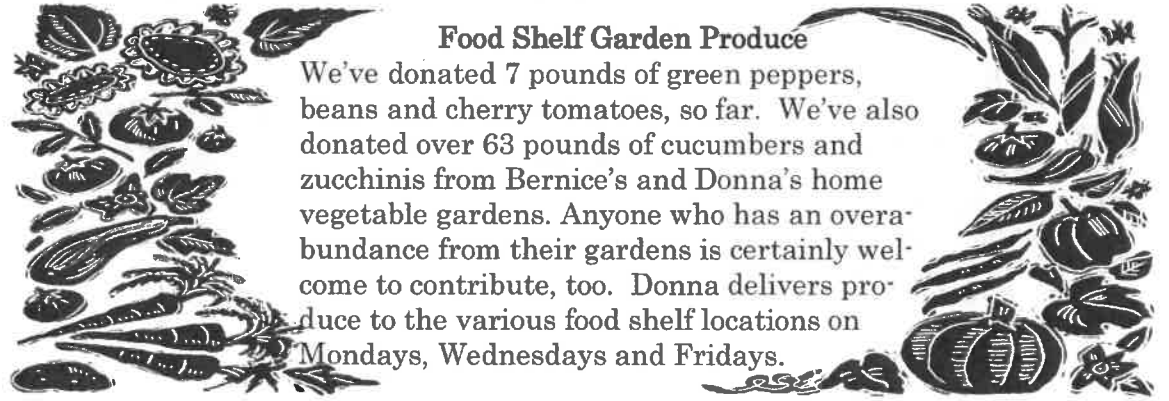 Food Shelf Garden Produce
We've donated 7 pounds of green peppers,
beans and cherry tomatoes, so far.  We've also
donated over 63 pounds of cucumbers and
zucchinis from Bernice's and Donna's home
vegetable gardens. Anyone who has an overa-
bundance from their gardens is certainly wel-
come to contribute, too.  Donna delivers pro-
duce to the various food shelf locations on
Mondays, Wednesdays and Fridays.